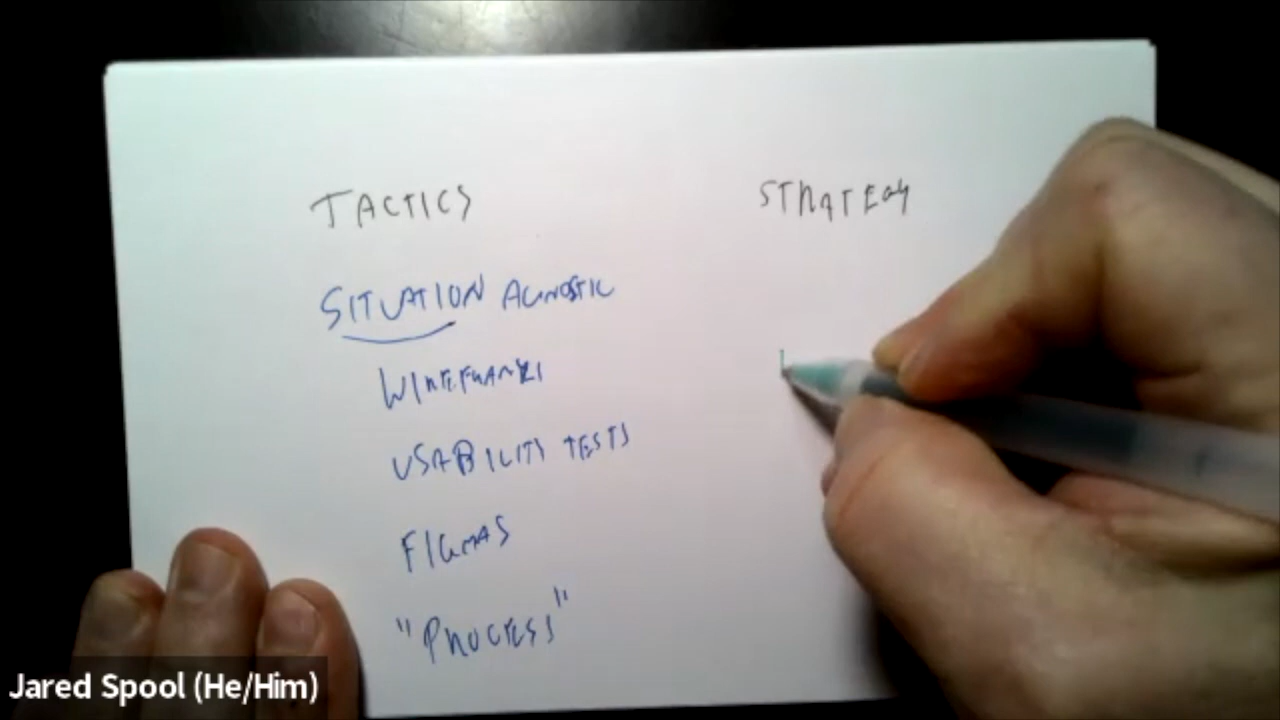 TACTICS STRATEGY
SITUATION AGNOSTIC
WIREFRAMES
USABILITY TESTS
FIGMAS
"PROCESS"
Jared Spool (He/Him)